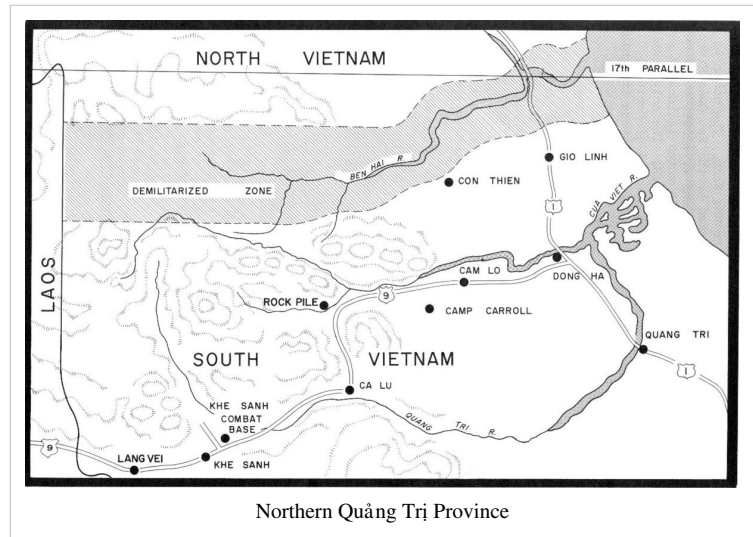 NORTH VIETNAM
17th PARALLEL
BEN HAI R.
GIO LINH
DEMILITARIZED ZONE
CON THIEN
CUA VIET R.
1
LAOS
CAM LO
DONG HA
ROCK PILE
9
CAMP CARROLL
QUANG TRI
SOUTH VIETNAM
1
CA LU
KHE SANH
COMBAT
BASE
QUANG TRI R.
9
LANG VEI
KHE SANH
Northern Quảng Trị Province